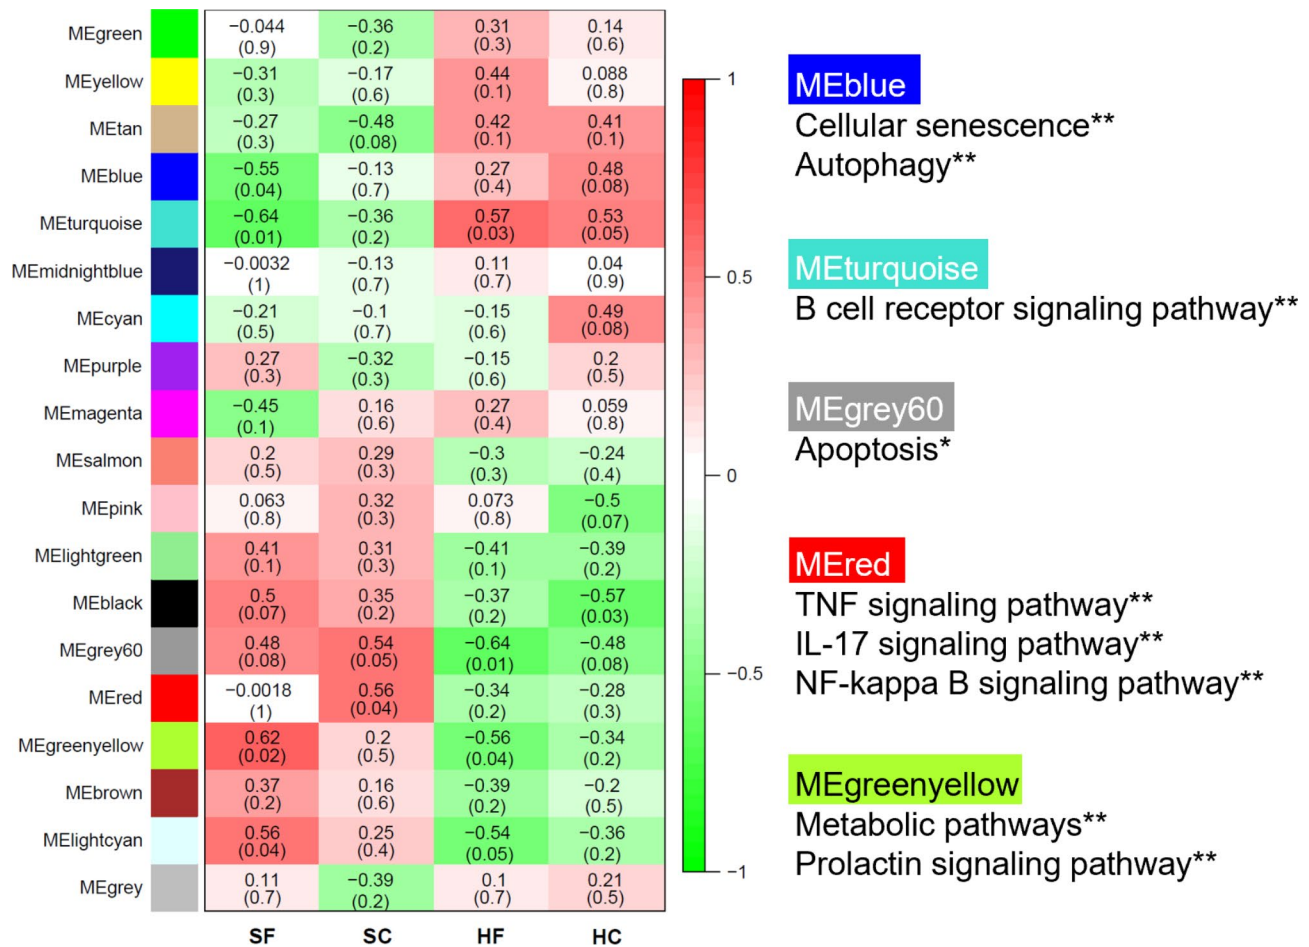 MEgreen −0.044 −0.36 0.31 0.14
(0.9) (0.2) (0.3) (0.6)
MEyellow −0.31 −0.17 0.44 0.088
(0.3) (0.6) (0.1) (0.8)
MEtan −0.27 −0.48 0.42 0.41
(0.3) (0.08) (0.1) (0.1)
MEblue −0.55 −0.13 0.27 0.48
(0.04) (0.7) (0.4) (0.08)
MEturquoise −0.64 −0.36 0.57 0.53
(0.01) (0.2) (0.03) (0.05)
MEmidnightblue −0.0032 −0.13 0.11 0.04
(1) (0.7) (0.7) (0.9)
MEcyan −0.21 −0.1 −0.15 0.49
(0.5) (0.7) (0.6) (0.08)
MEpurple 0.27 −0.32 −0.15 0.2
(0.3) (0.3) (0.6) (0.5)
MEmagenta −0.45 0.16 0.27 0.059
(0.1) (0.6) (0.4) (0.8)
MEsalmon 0.2 0.29 −0.3 −0.24
(0.5) (0.3) (0.3) (0.4)
MEpink 0.063 0.32 0.073 −0.5
(0.8) (0.3) (0.8) (0.07)
MElightgreen 0.41 0.31 −0.41 −0.39
(0.1) (0.3) (0.1) (0.2)
MEblack 0.5 0.35 −0.37 −0.57
(0.07) (0.2) (0.2) (0.03)
MEgrey60 0.48 0.54 −0.64 −0.48
(0.08) (0.05) (0.01) (0.08)
MEred −0.0018 0.56 −0.34 −0.28
(1) (0.04) (0.2) (0.3)
MEgreenyellow 0.62 0.2 −0.56 −0.34
(0.02) (0.5) (0.04) (0.2)
MEbrown 0.37 0.16 −0.39 −0.2
(0.2) (0.6) (0.2) (0.5)
MElightcyan 0.56 0.25 −0.54 −0.36
(0.04) (0.4) (0.05) (0.2)
MEgrey 0.11 −0.39 0.1 0.21
(0.7) (0.2) (0.7) (0.5)
SF SC HF HC
1
0.5
0
−0.5
−1
MEblue
Cellular senescence**
Autophagy**
MEturquoise
B cell receptor signaling pathway**
MEgrey60
Apoptosis*
MEred
TNF signaling pathway**
IL-17 signaling pathway**
NF-kappa B signaling pathway**
MEgreenyellow
Metabolic pathways**
Prolactin signaling pathway**